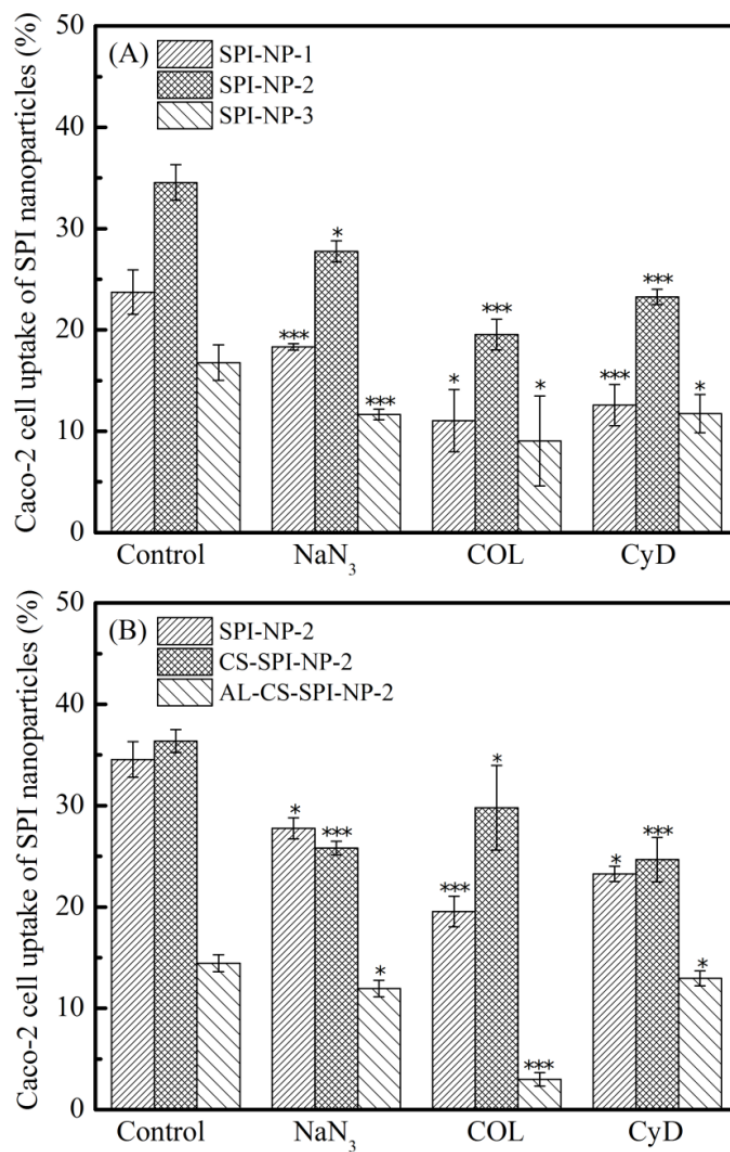 Caco-2 cell uptake of SPI nanoparticles (%)
50
40
30
20
10
0
(A)
SPI-NP-1
SPI-NP-2
SPI-NP-3
*
***
***
***
*
*
***
***
*
Control NaN₃ COL CyD
Caco-2 cell uptake of SPI nanoparticles (%)
50
40
30
20
10
0
(B)
SPI-NP-2
CS-SPI-NP-2
AL-CS-SPI-NP-2
*
***
*
***
*
***
*
***
*
Control NaN₃ COL CyD